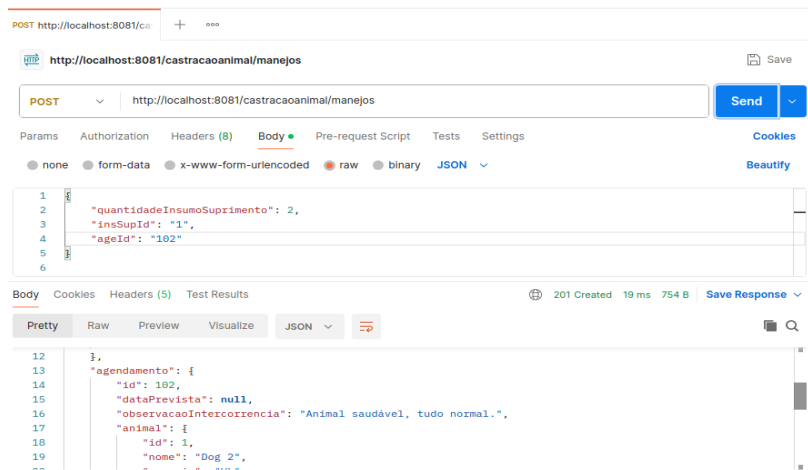 POST http://localhost:8081/ca
http://localhost:8081/castracaoanimal/manejos
Save
POST
http://localhost:8081/castracaoanimal/manejos
Send
Params Authorization Headers (8) Body Pre-request Script Tests Settings Cookies
none form-data x-www-form-urlencoded raw binary JSON Beautify
1 {
2 "quantidadeInsumoSuprimento": 2,
3 "insSupId": "1",
4 "ageId": "102"
5 }
6
Body Cookies Headers (5) Test Results 201 Created 19 ms 754 B Save Response
Pretty Raw Preview Visualize JSON
12 },
13 "agendamento": {
14 "id": 102,
15 "dataPrevista": null,
16 "observacaoIntercorrencia": "Animal saudável, tudo normal.",
17 "animal": {
18 "id": 1,
19 "nome": "Dog 2",